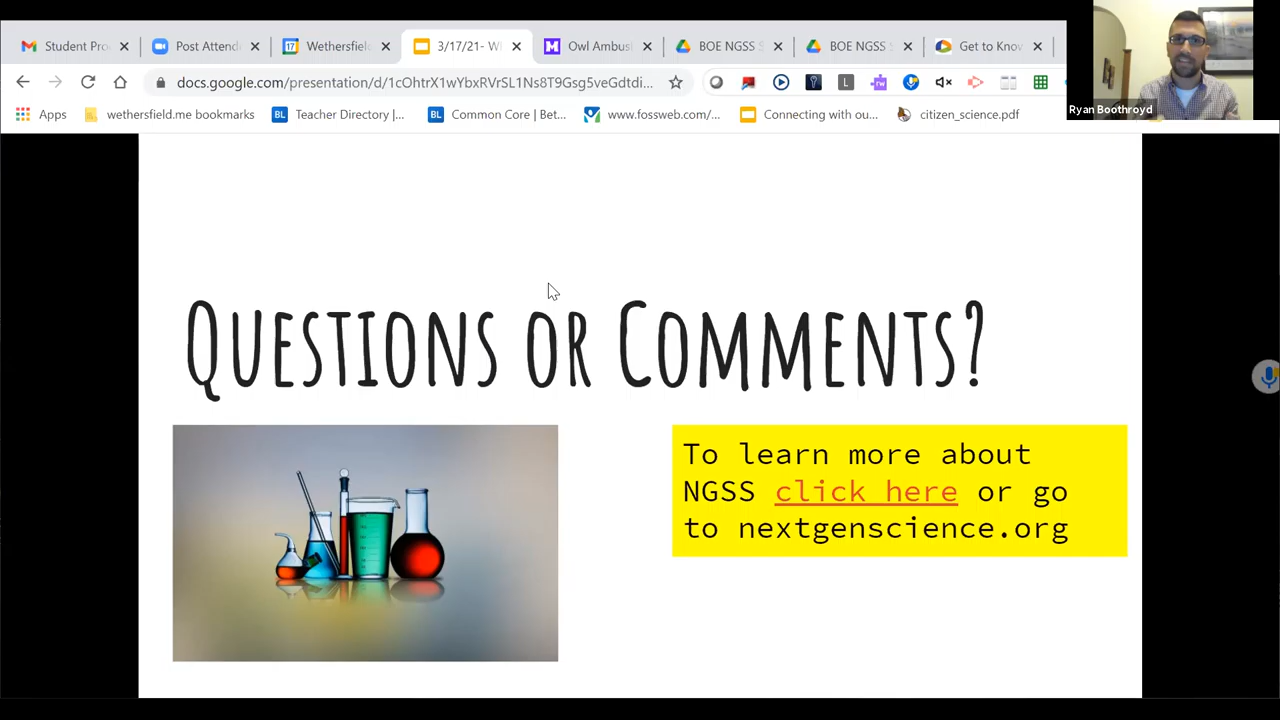 Student Pro
Post Attend
Wethersfield
3/17/21- W
Owl Ambus
BOE NGSS S
BOE NGSS S
Get to Know
docs.google.com/presentation/d/1cOhtrX1wYbxRVrSL1Ns8T9Gsg5veGdtdi...
Apps
wethersfield.me bookmarks
Teacher Directory |...
Common Core | Bet...
www.fossweb.com/...
Connecting with ou...
citizen_science.pdf
Ryan Boothroyd
Questions or Comments?
To learn more about
NGSS click here or go
to nextgenscience.org